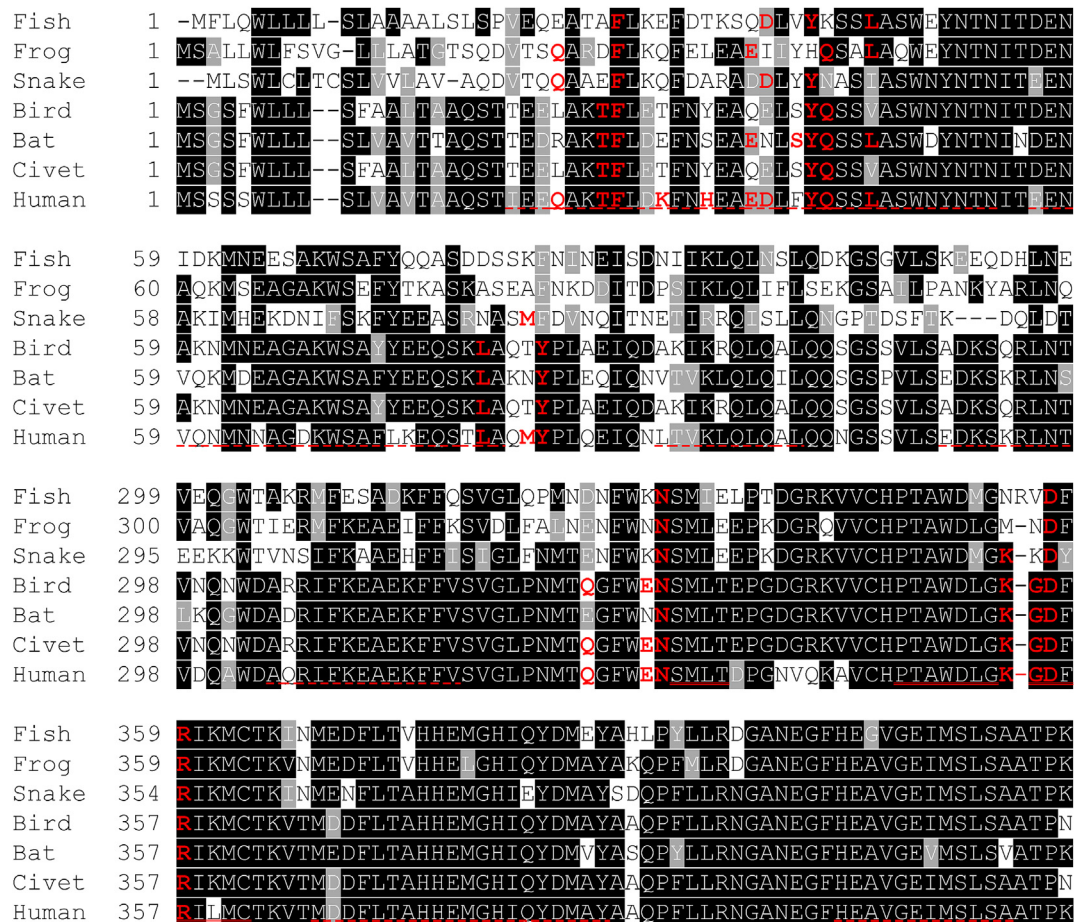 Fish 1 -MFLQWLLLL-SLAAAALSLSPVEQEATAFLKEFDTKSQDLVYKSSLASWEYNTNITDEN
Frog 1 MSALLWLFSVG-LLLATGTSQDVTSQARDFLKQFELEAEIIYHQSALAQWEYNTNITDEN
Snake 1 --MLSWLCLTCSLVVLAV-AQDVTQQAAEFLKQFDARADDLYYNASIASWNYNTNITEEN
Bird 1 MSGSFWLLL--SFAALTAAQSTTEELAKTFLETFNYEAQELSYQSSVASWNYNTNITDEN
Bat 1 MSGSFWLLL--SLVAVTTAQSTTEDRAKTFLDEFNSEAENLSYQSSLASWDYNTNINDEN
Civet 1 MSGSFWLLL--SFAALTAAQSTTEELAKTFLETFNYEAQELSYQSSVASWNYNTNITDEN
Human 1 MSSSSWLLL--SLVAVTAAQSTIEEQAKTFLDKFNHEAEDLFYQSSLASWNYNTNITEEN
Fish 59 IDKMNEESAKWSAFYQQASDDSSKFNINEISDNIIKLQLNSLQDKGSGVLSKEEQDHLNE
Frog 60 AQKMSEAGAKWSEFYTKASKASEAFNKDDITDPSIKLQLIFLSEKGSAILPANKYARLNQ
Snake 58 AKIMHEKDNIFSKFYEEASRNASMFDVNQITNETIRRQISLLQNGPTDSFTK---DQLDT
Bird 59 AKNMNEAGAKWSAYYEEQSKLAQTYPLAEIQDAKIKRQLQALQQSGSSVLSADKSQRLNT
Bat 59 VQKMDEAGAKWSAFYEEQSKLAKNYPLEQIQNVTVKLQLQILQQSGSPVLSEDKSKRLNS
Civet 59 AKNMNEAGAKWSAYYEEQSKLAQTYPLAEIQDAKIKRQLQALQQSGSSVLSADKSQRLNT
Human 59 VQNMNNAGDKWSAFLKEQSTLAQMYPLQEIQNLTVKLQLQALQQNGSSVLSEDKSKRLNT
Fish 299 VEQGWTAKRMFESADKFFQSVGLQPMNDNFWKNSMIELPTDGRKVVCHPTAWDMGNRVDF
Frog 300 VAQGWTIERMFKEAEIFFKSVDLFALNENFWNNSMLEEPKDGRQVVCHPTAWDLGM-NDF
Snake 295 EEKKWTVNSIFKAAEHFFISIGLFNMTENFWKNSMLEEPKDGRKVVCHPTAWDMGK-KDY
Bird 298 VNQNWDARRIFKEAEKFFVSVGLPNMTQGFWENSMLTEPGDGRKVVCHPTAWDLGK-GDF
Bat 298 LKQGWDADRIFKEAEKFFVSVGLPNMTEGFWNNSMLTEPGDGRKVVCHPTAWDLGK-GDF
Civet 298 VNQNWDARRIFKEAEKFFVSVGLPNMTQGFWENSMLTEPGDGRKVVCHPTAWDLGK-GDF
Human 298 VDQAWDAQRIFKEAEKFFVSVGLPNMTQGFWENSMLTDPGNVQKAVCHPTAWDLGK-GDF
Fish 359 RIKMCTKINMEDFLTVHHEMGHIQYDMEYAHLPYLLRDGANEGFHEGVGEIMSLSAATPK
Frog 359 RIKMCTKVNMEDFLTVHHELGHIQYDMAYAKQPFMLRDGANEGFHEAVGEIMSLSAATPK
Snake 354 RIKMCTKINMENFLTAHHEMGHIEYDMAYSDQPFLLRNGANEGFHEAVGEIMSLSAATPK
Bird 357 RIKMCTKVTMDDFLTAHHEMGHIQYDMAYAAQPFLLRNGANEGFHEAVGEIMSLSAATPN
Bat 357 RIKMCTKVTMEDFLTAHHEMGHIQYDMVYASQPYLLRNGANEGFHEAVGEVMSLSVATPK
Civet 357 RIKMCTKVTMDDFLTAHHEMGHIQYDMAYAAQPFLLRNGANEGFHEAVGEIMSLSAATPN
Human 357 RILMCTKVTMDDFLTAHHEMGHIQYDMAYAAQPFLLRNGANEGFHEAVGEIMSLSAATPK